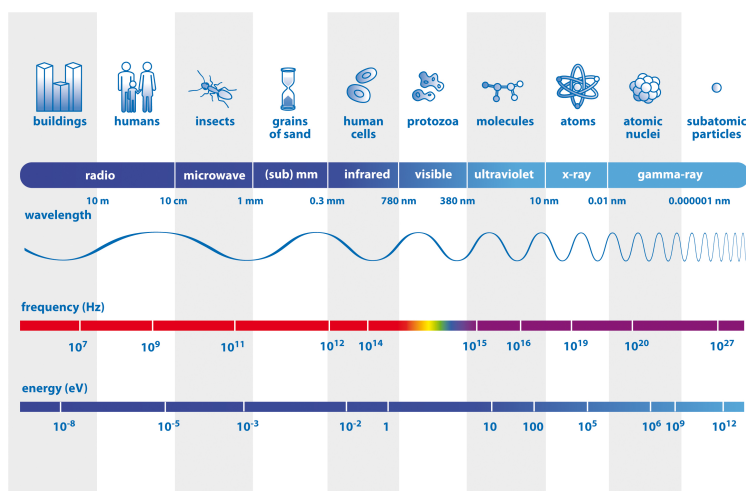 buildings
humans
insects
grains
of sand
human
cells
protozoa
molecules
atoms
atomic
nuclei
subatomic
particles
radio
microwave
(sub) mm
infrared
visible
ultraviolet
x-ray
gamma-ray
10 m
10 cm
1 mm
0.3 mm
780 nm
380 nm
10 nm
0.01 nm
0.000001 nm
wavelength
frequency (Hz)
10⁷
10⁹
10¹¹
10¹²
10¹⁴
10¹⁵
10¹⁶
10¹⁹
10²⁰
10²⁷
energy (eV)
10⁻⁸
10⁻⁵
10⁻³
10⁻²
1
10
100
10⁵
10⁶
10⁹
10¹²